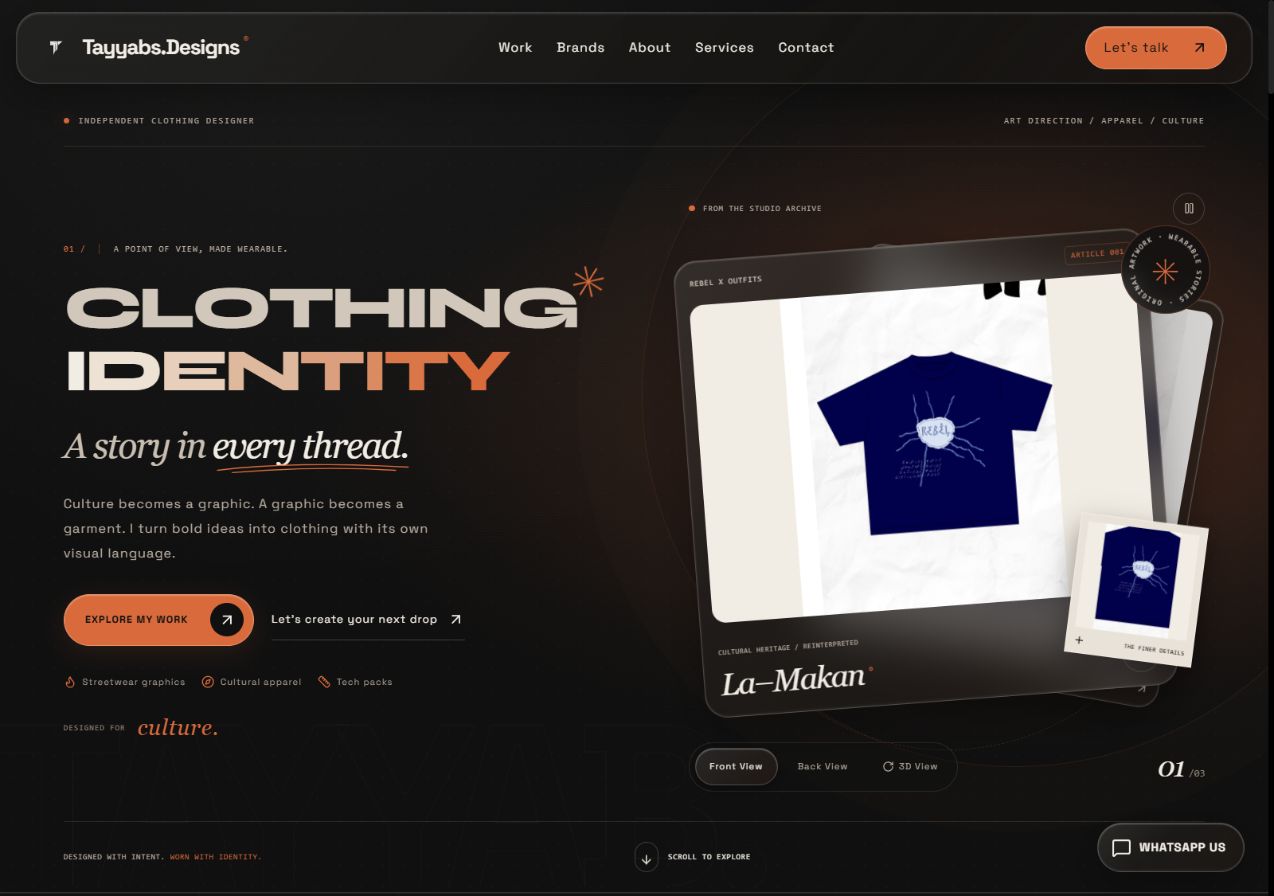 Tayyabs.Designs
Work
Brands
About
Services
Contact
Let's talk
INDEPENDENT CLOTHING DESIGNER
ART DIRECTION / APPAREL / CULTURE
FROM THE STUDIO ARCHIVE
01 / | A POINT OF VIEW, MADE WEARABLE.
CLOTHING
IDENTITY
A story in every thread.
Culture becomes a graphic. A graphic becomes a
garment. I turn bold ideas into clothing with its own
visual language.
EXPLORE MY WORK
Let's create your next drop
Streetwear graphics
Cultural apparel
Tech packs
DESIGNED FOR culture.
REBEL X OUTFITS
ARTICLE 001
ORIGINAL ARTWORK · WEARABLE STORIES ·
REBEL
REBEL
THE FINER DETAILS
CULTURAL HERITAGE / REINTERPRETED
La—Makan
Front View
Back View
3D View
01 /03
TAYYABS
DESIGNED WITH INTENT. WORN WITH IDENTITY.
SCROLL TO EXPLORE
WHATSAPP US